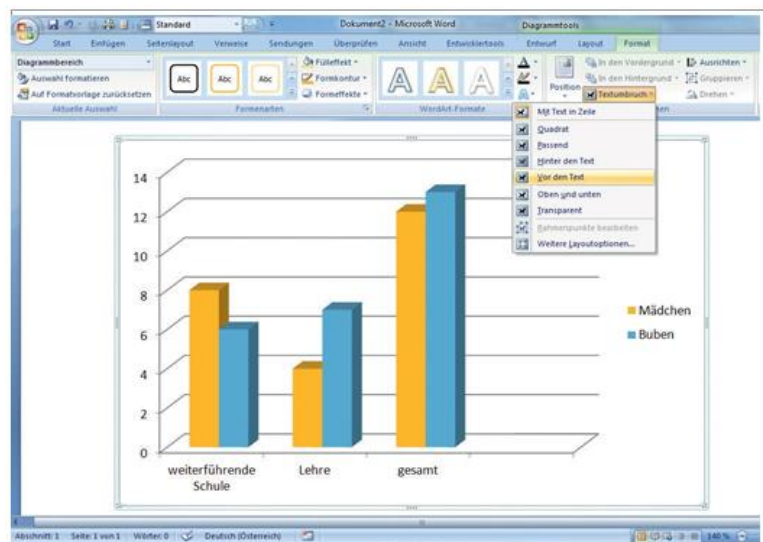 Standard
Dokument2 - Microsoft Word
Diagrammtools
Start Einfügen Seitenlayout Verweise Sendungen Überprüfen Ansicht Entwicklertools Entwurf Layout Format
Diagrammbereich
Auswahl formatieren
Auf Formatvorlage zurücksetzen
Aktuelle Auswahl
Abc Abc Abc
Fülleffekt
Formkontur
Formeffekte
Formenarten
A A A
WordArt-Formate
Position
In den Vordergrund
In den Hintergrund
Textumbruch
Ausrichten
Gruppieren
Drehen
Mit Text in Zeile
Quadrat
Passend
Hinter den Text
Vor den Text
Oben und unten
Transparent
Rahmenpunkte bearbeiten
Weitere Layoutoptionen...
14
12
10
8
6
4
2
0
weiterführende
Schule
Lehre
gesamt
Mädchen
Buben
Abschnitt: 1 Seite: 1 von 1 Wörter: 0 Deutsch (Österreich) 140 %